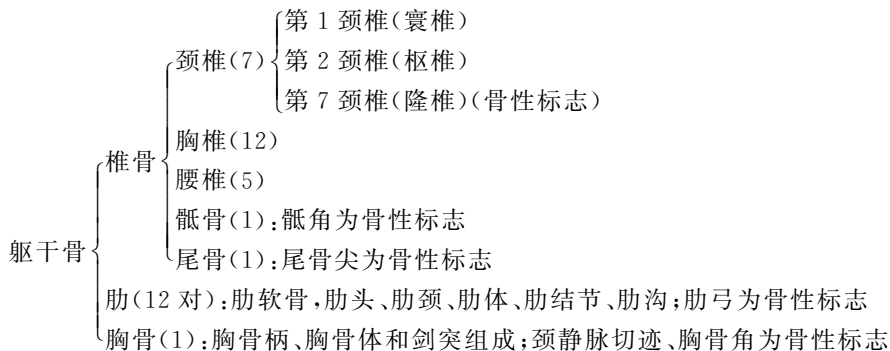 第 1 颈椎(寰椎)
颈椎(7)
第 2 颈椎(枢椎)
第 7 颈椎(隆椎)(骨性标志)
胸椎(12)
椎骨
腰椎(5)
骶骨(1):骶角为骨性标志
躯干骨
尾骨(1):尾骨尖为骨性标志
肋(12 对):肋软骨,肋头、肋颈、肋体、肋结节、肋沟;肋弓为骨性标志
胸骨(1):胸骨柄、胸骨体和剑突组成;颈静脉切迹、胸骨角为骨性标志